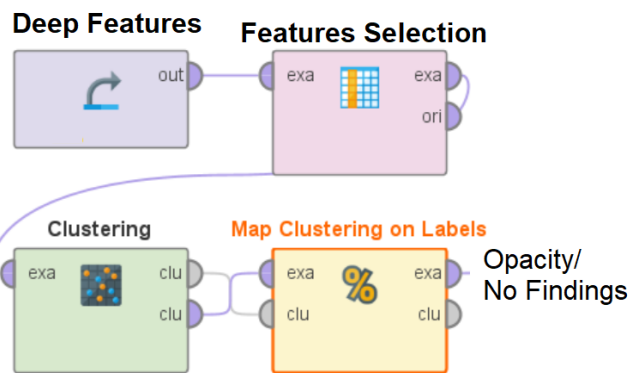 Deep Features
Features Selection
out
exa
exa
ori
Clustering
Map Clustering on Labels
exa
clu
clu
exa
clu
%
exa
clu
Opacity/
No Findings